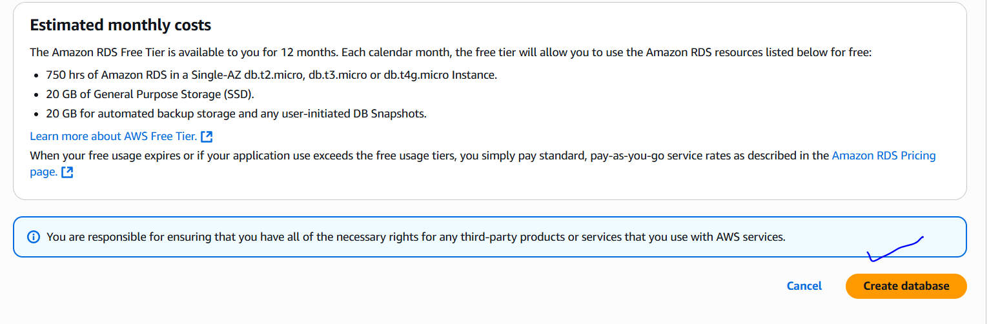 Estimated monthly costs
The Amazon RDS Free Tier is available to you for 12 months. Each calendar month, the free tier will allow you to use the Amazon RDS resources listed below for free:
• 750 hrs of Amazon RDS in a Single-AZ db.t2.micro, db.t3.micro or db.t4g.micro Instance.
• 20 GB of General Purpose Storage (SSD).
• 20 GB for automated backup storage and any user-initiated DB Snapshots.
Learn more about AWS Free Tier.
When your free usage expires or if your application use exceeds the free usage tiers, you simply pay standard, pay-as-you-go service rates as described in the Amazon RDS Pricing
page.
You are responsible for ensuring that you have all of the necessary rights for any third-party products or services that you use with AWS services.
Cancel Create database